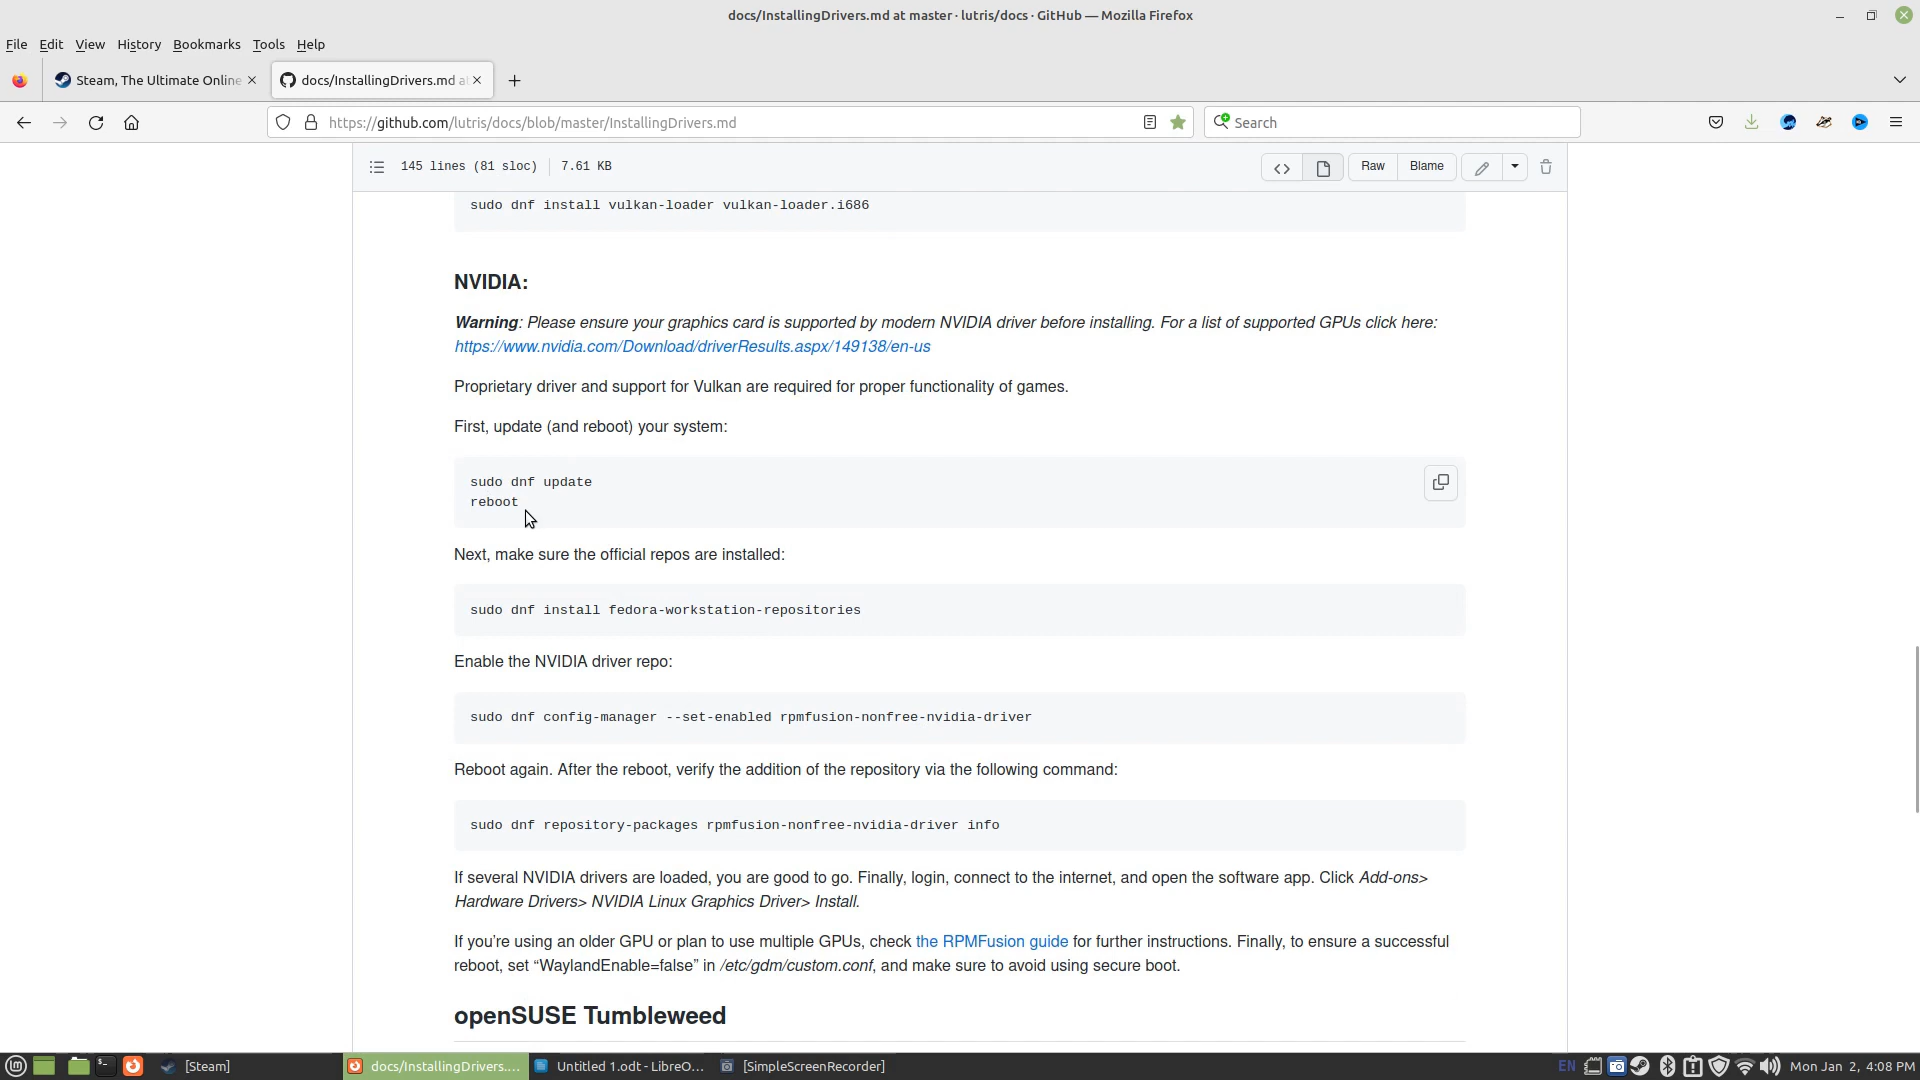 docs/InstallingDrivers.md at master · lutris/docs · GitHub — Mozilla Firefox
File Edit View History Bookmarks Tools Help
Steam, The Ultimate Online
docs/InstallingDrivers.md a
https://github.com/lutris/docs/blob/master/InstallingDrivers.md
Search
145 lines (81 sloc) 7.61 KB
Raw Blame
sudo dnf install vulkan-loader vulkan-loader.i686
NVIDIA:
Warning: Please ensure your graphics card is supported by modern NVIDIA driver before installing. For a list of supported GPUs click here:
https://www.nvidia.com/Download/driverResults.aspx/149138/en-us
Proprietary driver and support for Vulkan are required for proper functionality of games.
First, update (and reboot) your system:
sudo dnf update
reboot
Next, make sure the official repos are installed:
sudo dnf install fedora-workstation-repositories
Enable the NVIDIA driver repo:
sudo dnf config-manager --set-enabled rpmfusion-nonfree-nvidia-driver
Reboot again. After the reboot, verify the addition of the repository via the following command:
sudo dnf repository-packages rpmfusion-nonfree-nvidia-driver info
If several NVIDIA drivers are loaded, you are good to go. Finally, login, connect to the internet, and open the software app. Click Add-ons>
Hardware Drivers> NVIDIA Linux Graphics Driver> Install.
If you’re using an older GPU or plan to use multiple GPUs, check the RPMFusion guide for further instructions. Finally, to ensure a successful
reboot, set “WaylandEnable=false” in /etc/gdm/custom.conf, and make sure to avoid using secure boot.
openSUSE Tumbleweed
[Steam]
docs/InstallingDrivers....
Untitled 1.odt - LibreO...
[SimpleScreenRecorder]
EN
Mon Jan 2, 4:08 PM